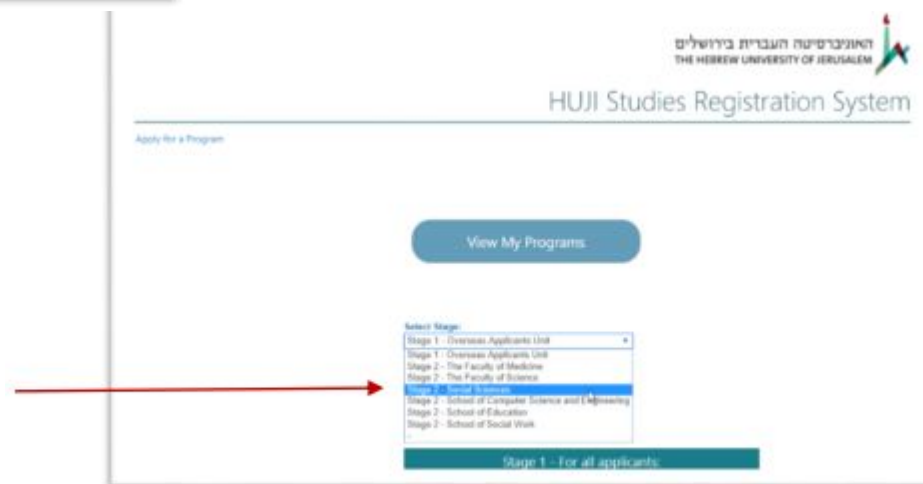 האוניברסיטה העברית בירושלים
THE HEBREW UNIVERSITY OF JERUSALEM
HUJI Studies Registration System
Apply for a Program
View My Programs
Select Stage:
Stage 1 - Overseas Applicants Unit
Stage 1 - Overseas Applicants Unit
Stage 2 - The Faculty of Medicine
Stage 2 - The Faculty of Science
Stage 2 - Social Sciences
Stage 2 - School of Computer Science and Engineering
Stage 2 - School of Education
Stage 2 - School of Social Work
Stage 1 - For all applicants: